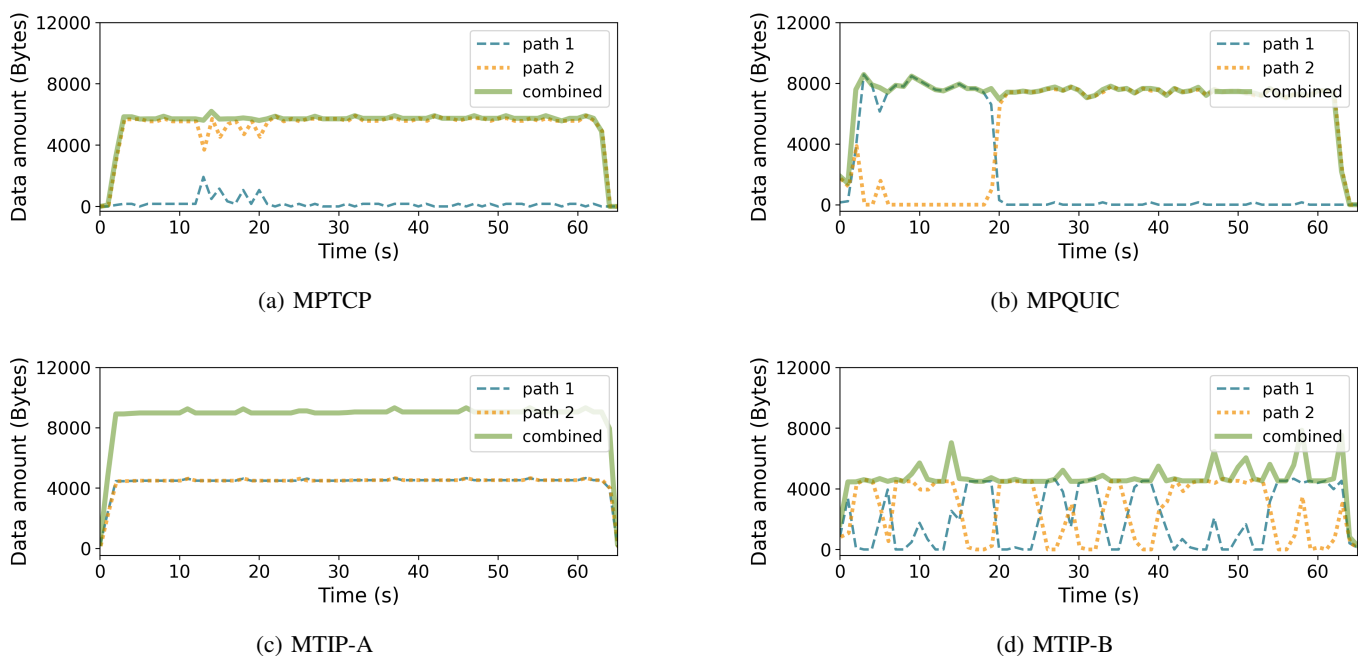 12000
8000
4000
0
Data amount (Bytes)
path 1
path 2
combined
0 10 20 30 40 50 60
Time (s)
(a) MPTCP
12000
8000
4000
0
Data amount (Bytes)
path 1
path 2
combined
0 10 20 30 40 50 60
Time (s)
(b) MPQUIC
12000
8000
4000
0
Data amount (Bytes)
path 1
path 2
combined
0 10 20 30 40 50 60
Time (s)
(c) MTIP-A
12000
8000
4000
0
Data amount (Bytes)
path 1
path 2
combined
0 10 20 30 40 50 60
Time (s)
(d) MTIP-B